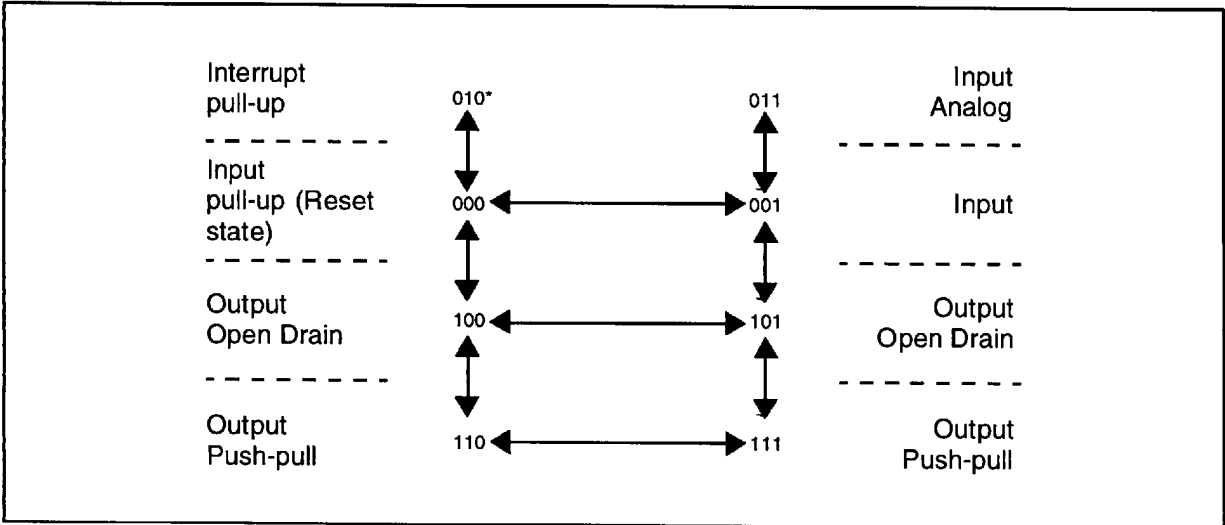 Interrupt
pull-up
010*
011
Input
Analog
Input
pull-up (Reset
state)
000
001
Input
Output
Open Drain
100
101
Output
Open Drain
Output
Push-pull
110
111
Output
Push-pull